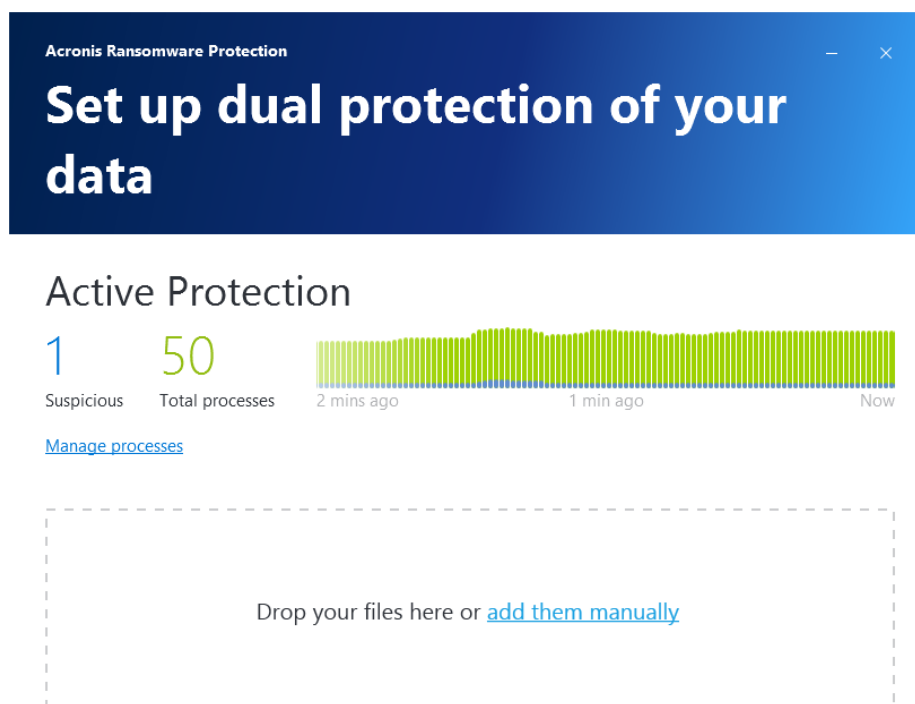 Acronis Ransomware Protection
Set up dual protection of your
data
Active Protection
1 50
Suspicious Total processes
2 mins ago 1 min ago Now
Manage processes
Drop your files here or add them manually